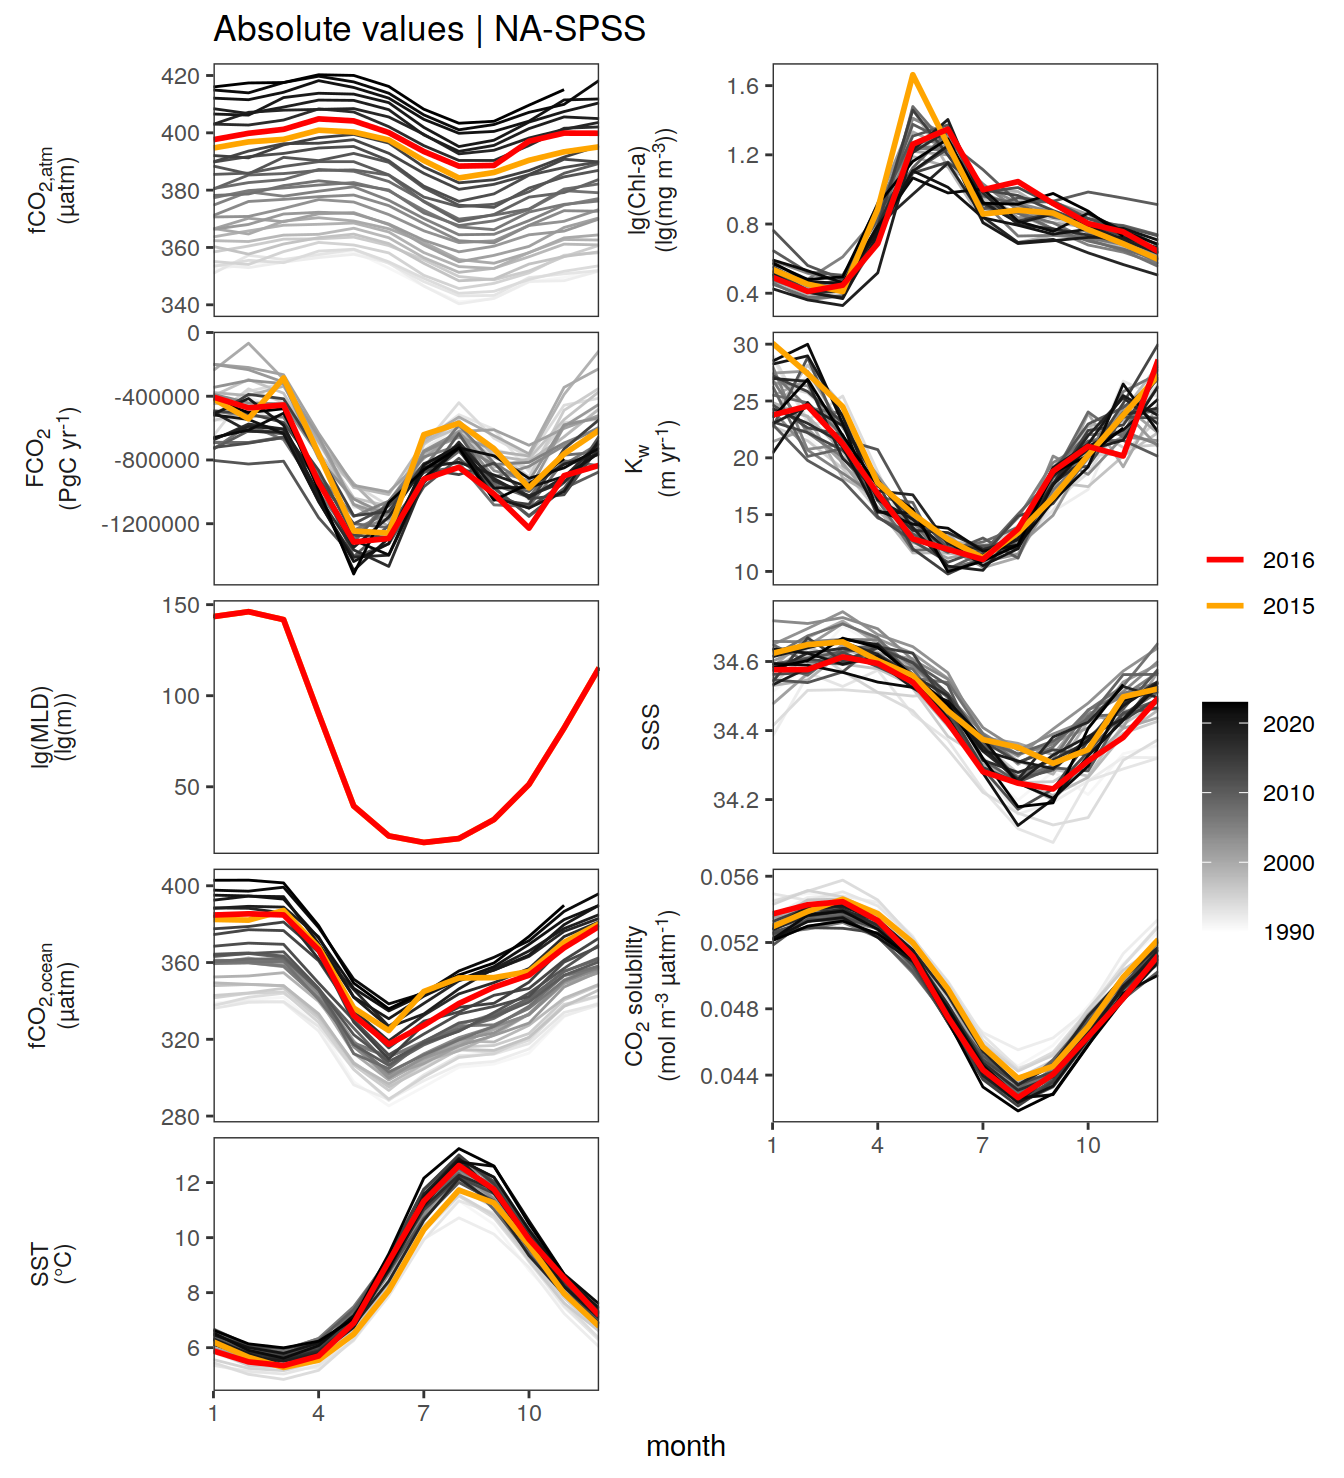 Absolute values | NA-SPSS
fCO2,atm
(µatm)
420
400
380
360
340
lg(Chl-a)
(lg(mg m-3))
1.6
1.2
0.8
0.4
FCO2
(PgC yr-1)
0
-400000
-800000
-1200000
Kw
(m yr-1)
30
25
20
15
10
2016
2015
lg(MLD)
(lg(m))
150
100
50
SSS
34.6
34.4
34.2
2020
2010
2000
1990
fCO2,ocean
(µatm)
400
360
320
280
CO2 solubility
(mol m-3 µatm-1)
0.056
0.052
0.048
0.044
1 4 7 10
SST
(°C)
12
10
8
6
1 4 7 10
month